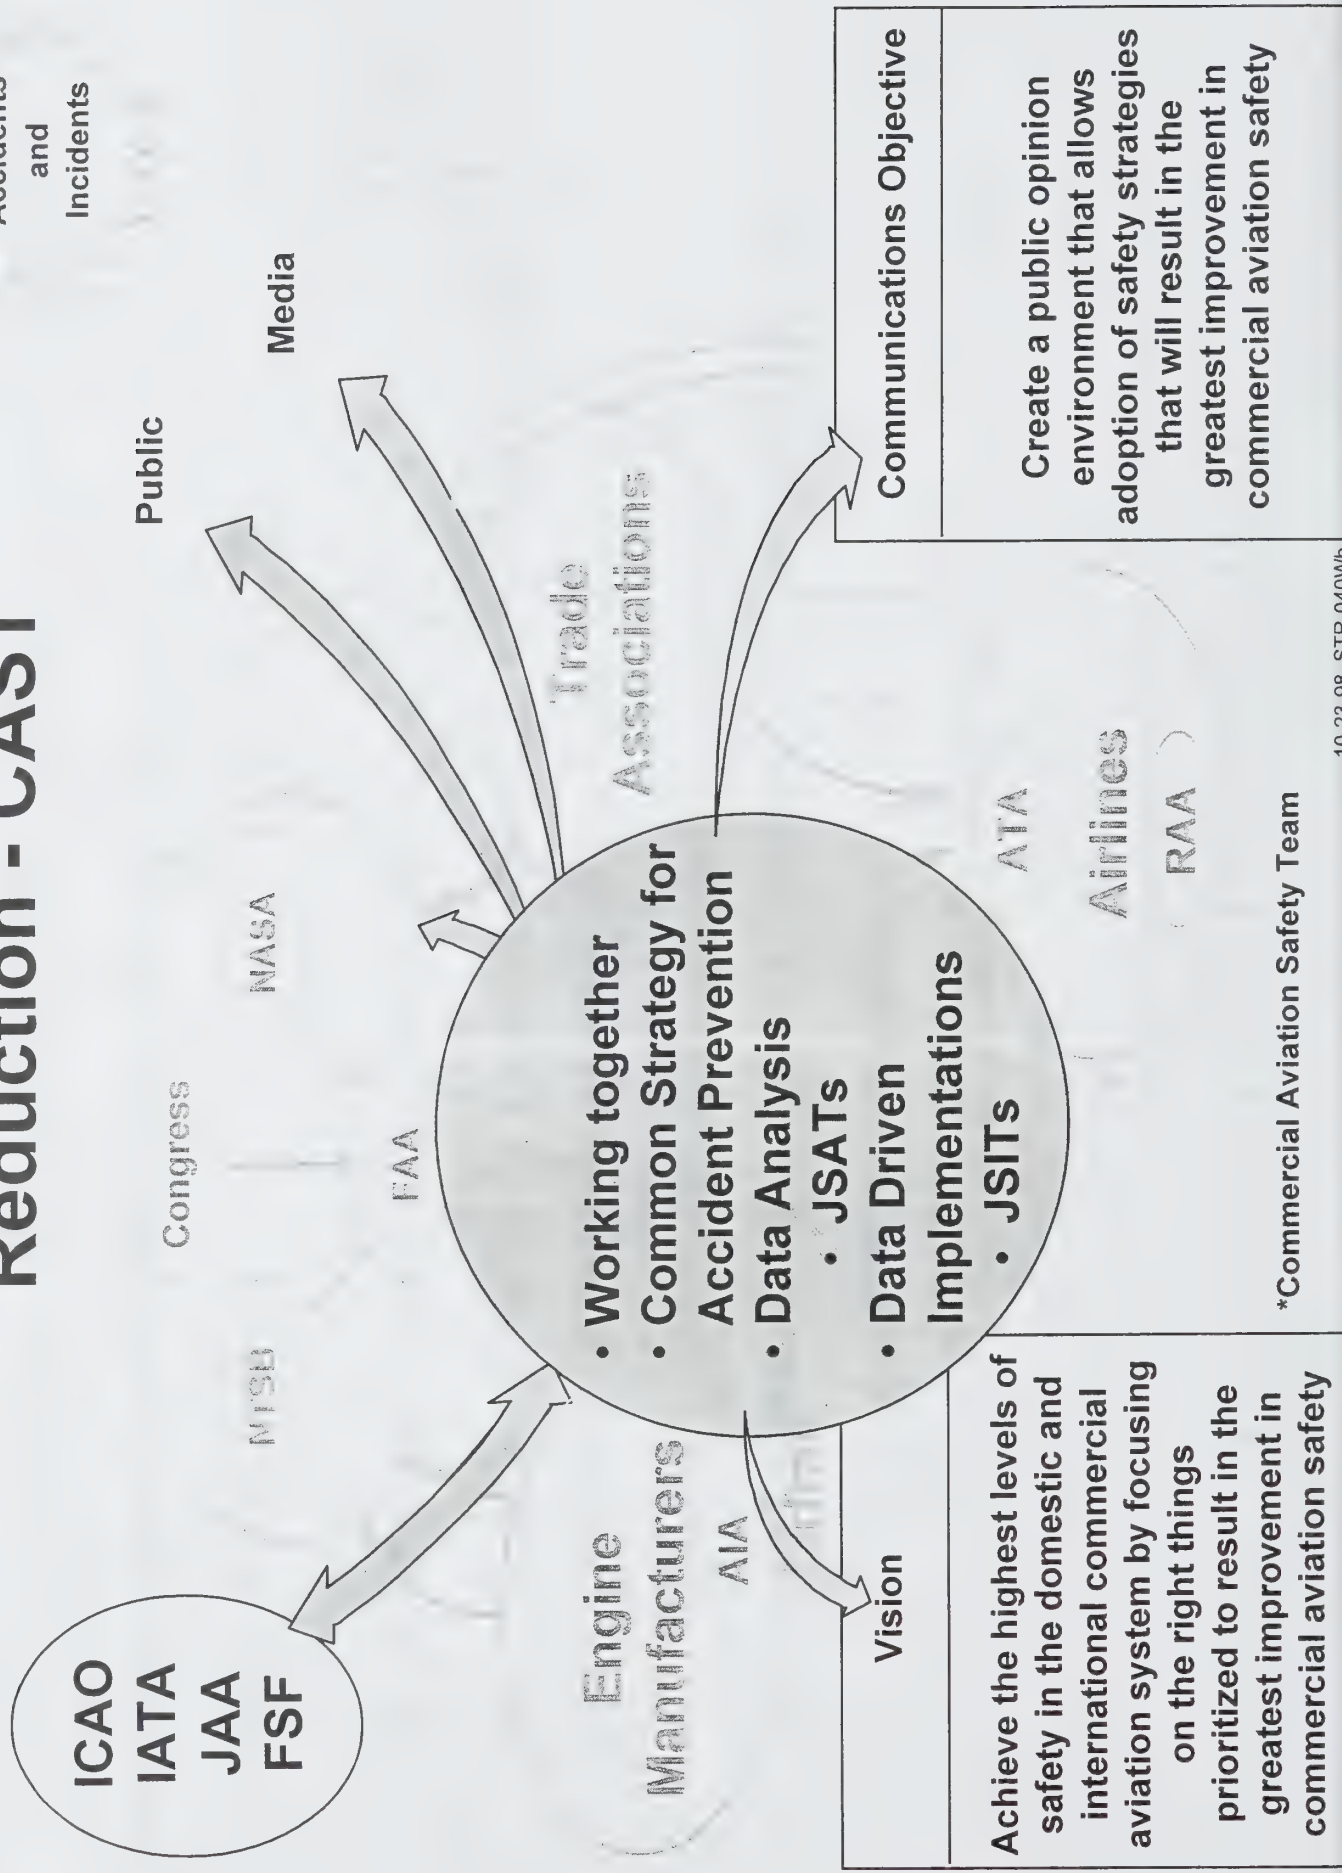 Reduction - CAST
and
Incidents
Public
Media
Congress
NASA
NTSB
FAA
ICAO
IATA
JAA
FSF
Trade
Associations
Engine
Manufacturers
AIA
• Working together
• Common Strategy for
Accident Prevention
• Data Analysis
• JSATs
• Data Driven
Implementations
• JSITs
ATA
Airlines
RAA
Vision
Achieve the highest levels of
safety in the domestic and
international commercial
aviation system by focusing
on the right things
prioritized to result in the
greatest improvement in
commercial aviation safety
Communications Objective
Create a public opinion
environment that allows
adoption of safety strategies
that will result in the
greatest improvement in
commercial aviation safety
*Commercial Aviation Safety Team